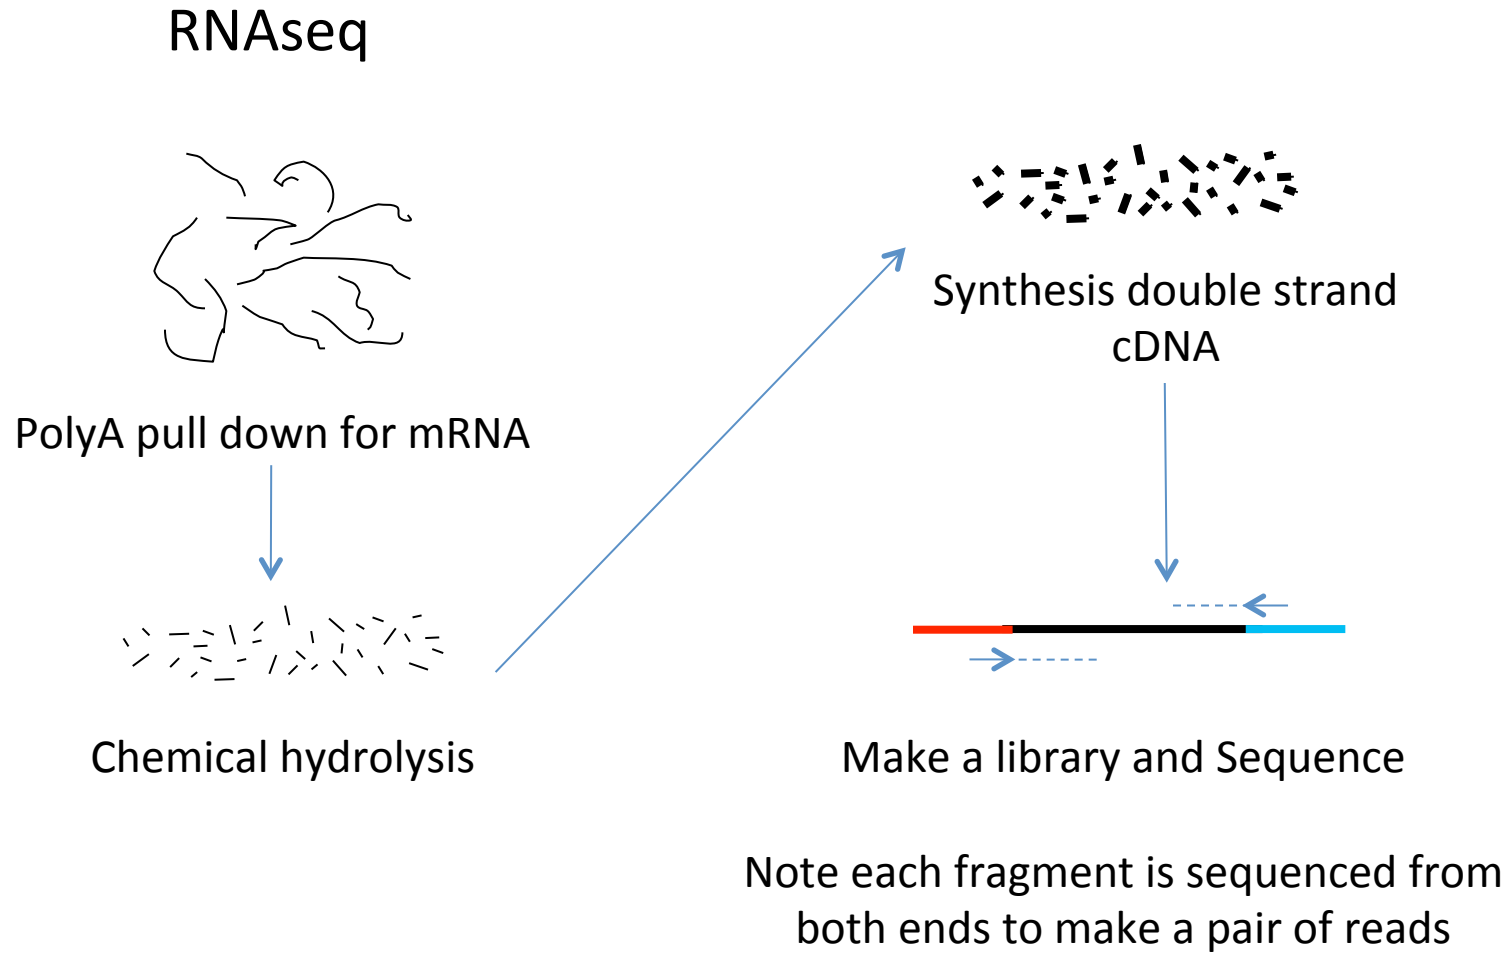 RNAseq
PolyA pull down for mRNA
Chemical hydrolysis
Synthesis double strand
cDNA
Make a library and Sequence
Note each fragment is sequenced from
both ends to make a pair of reads